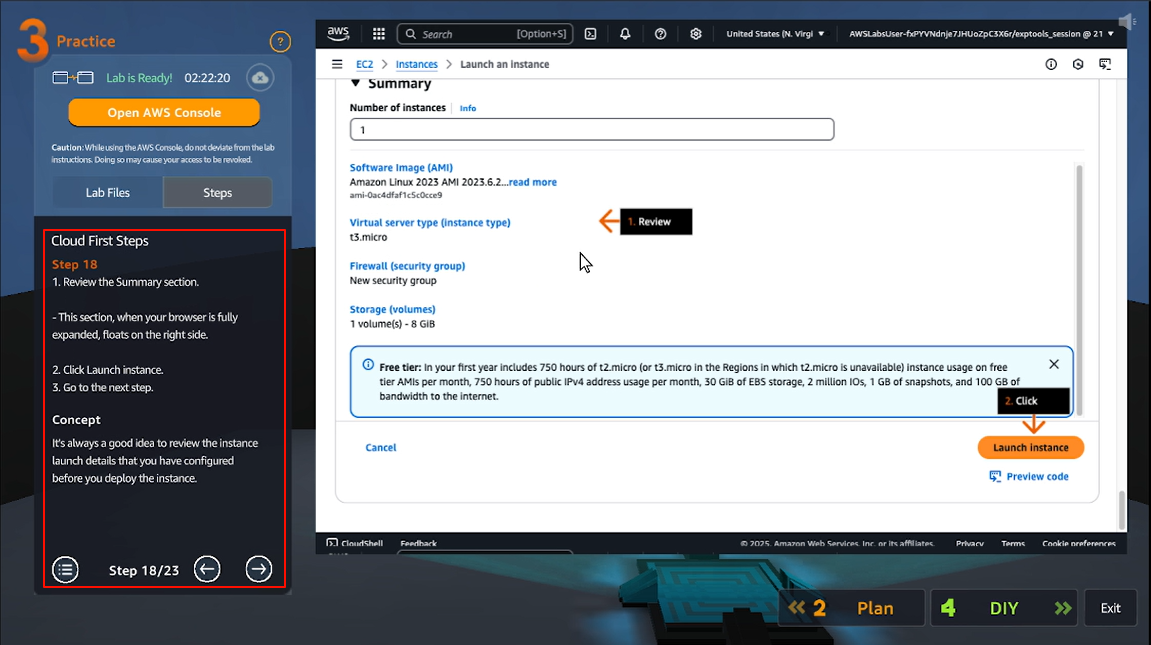 3 Practice
?
Lab is Ready! 02:22:20
Open AWS Console
Caution: While using the AWS Console, do not deviate from the lab
instructions. Doing so may cause your access to be revoked.
Lab Files
Steps
Cloud First Steps
Step 18
1. Review the Summary section.
- This section, when your browser is fully
expanded, floats on the right side.
2. Click Launch instance.
3. Go to the next step.
Concept
It's always a good idea to review the instance
launch details that you have configured
before you deploy the instance.
Step 18/23
aws
Search [Option+S]
United States (N. Virgi
AWSLabsUser-fxPYVNdnje7JHUoZpC3X6r/exptools_session @ 21
EC2 > Instances > Launch an instance
Summary
Number of instances Info
1
Software Image (AMI)
Amazon Linux 2023 AMI 2023.6.2...read more
ami-0ac4dfaf1c5c0cce9
Virtual server type (instance type)
t3.micro
1. Review
Firewall (security group)
New security group
Storage (volumes)
1 volume(s) - 8 GiB
Free tier: In your first year includes 750 hours of t2.micro (or t3.micro in the Regions in which t2.micro is unavailable) instance usage on free
tier AMIs per month, 750 hours of public IPv4 address usage per month, 30 GiB of EBS storage, 2 million IOs, 1 GB of snapshots, and 100 GB of
bandwidth to the internet.
2. Click
Cancel
Launch instance
Preview code
CloudShell Feedback
© 2025, Amazon Web Services, Inc. or its affiliates. Privacy Terms Cookie preferences
2 Plan
4 DIY
Exit